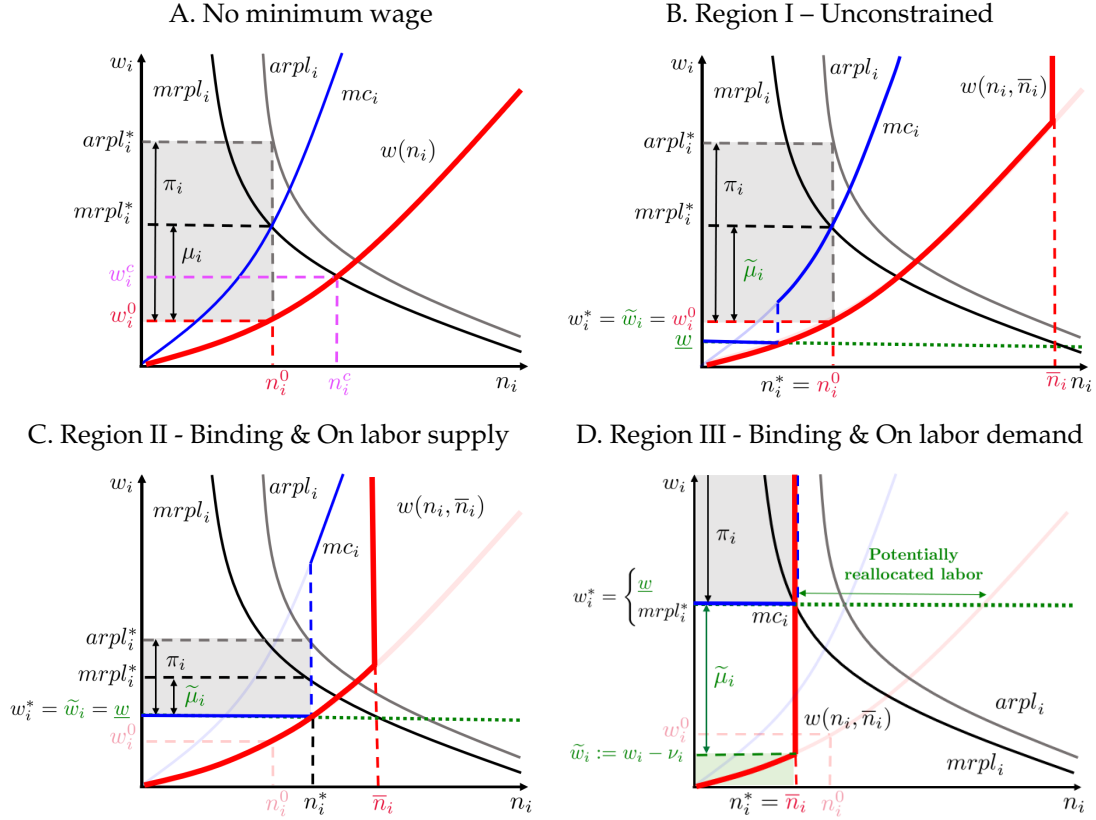 A. No minimum wage
w_i
arpl_i
mrpl_i
mc_i
arpl_i^*
w(n_i)
π_i
mrpl_i^*
μ_i
w_i^c
w_i^0
n_i^0
n_i^c
n_i
B. Region I – Unconstrained
w_i
arpl_i
w(n_i, n̅_i)
mrpl_i
mc_i
arpl_i^*
π_i
mrpl_i^*
μ̃_i
w_i^* = w̃_i = w_i^0
w̲
n_i^* = n_i^0
n̅_i
n_i
C. Region II - Binding & On labor supply
w_i
arpl_i
w(n_i, n̅_i)
mrpl_i
mc_i
arpl_i^*
π_i
mrpl_i^*
μ̃_i
w_i^* = w̃_i = w̲
w_i^0
n_i^0
n_i^*
n̅_i
n_i
D. Region III - Binding & On labor demand
w_i
π_i
Potentially
reallocated labor
w_i^* = { w̲
mrpl_i^*
mc_i
μ̃_i
arpl_i
w(n_i, n̅_i)
w_i^0
w̃_i := w_i − ν_i
mrpl_i
n_i^* = n̅_i
n_i^0
n_i